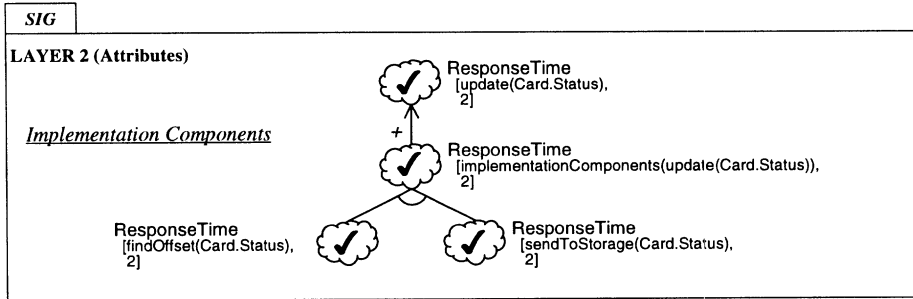 SIG
LAYER 2 (Attributes)
ResponseTime
[update(Card.Status),
2]
Implementation Components
+
ResponseTime
[implementationComponents(update(Card.Status)),
2]
ResponseTime
[findOffset(Card.Status),
2]
ResponseTime
[sendToStorage(Card.Status),
2]